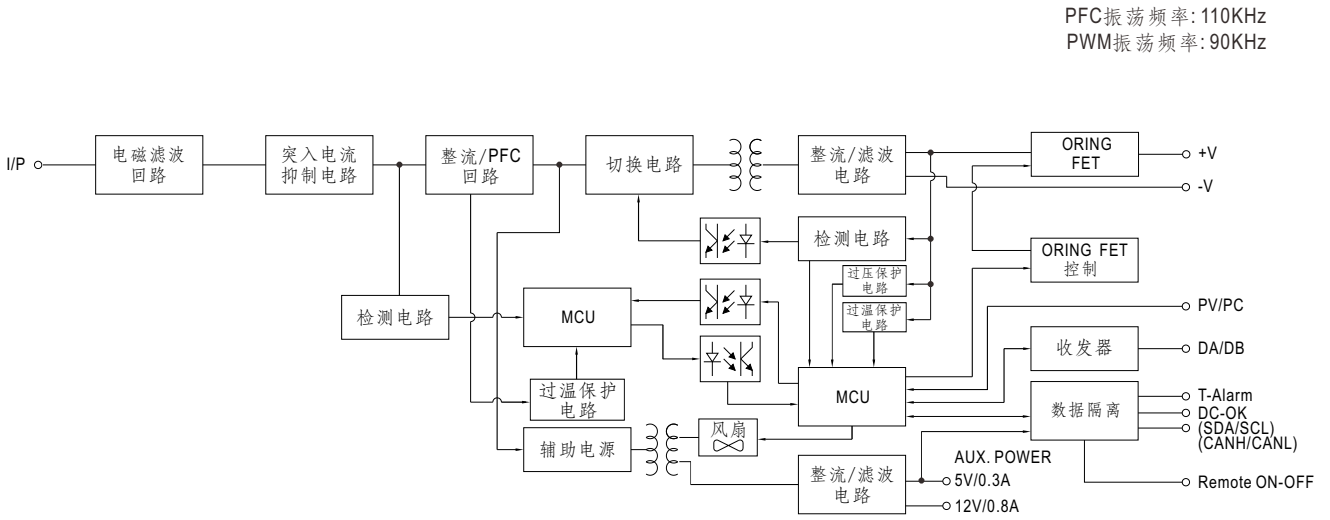 PFC振荡频率: 110KHz
PWM振荡频率: 90KHz
I/P
电磁滤波
回路
突入电流
抑制电路
整流/PFC
回路
切换电路
整流/滤波
电路
ORING
FET
+V
-V
检测电路
ORING FET
控制
过压保护
电路
检测电路
MCU
过温保护
电路
PV/PC
收发器
DA/DB
过温保护
电路
MCU
数据隔离
T-Alarm
DC-OK
(SDA/SCL)
(CANH/CANL)
辅助电源
风扇
整流/滤波
电路
AUX. POWER
5V/0.3A
12V/0.8A
Remote ON-OFF